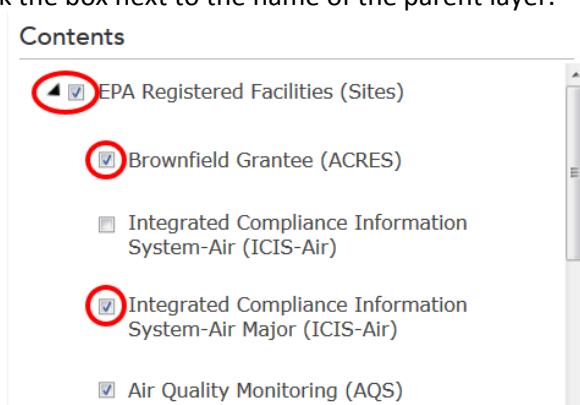 k the box next to the name of the parent layer.
Contents
EPA Registered Facilities (Sites)
Brownfield Grantee (ACRES)
Integrated Compliance Information
System-Air (ICIS-Air)
Integrated Compliance Information
System-Air Major (ICIS-Air)
Air Quality Monitoring (AQS)